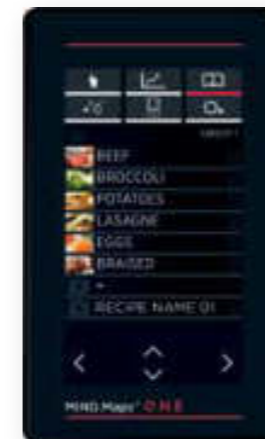 BEEF
BROCCOLI
POTATOES
LASAGNE
EGGS
BRAISED
-
RECIPE NAME 01
MIND.Maps® ONE